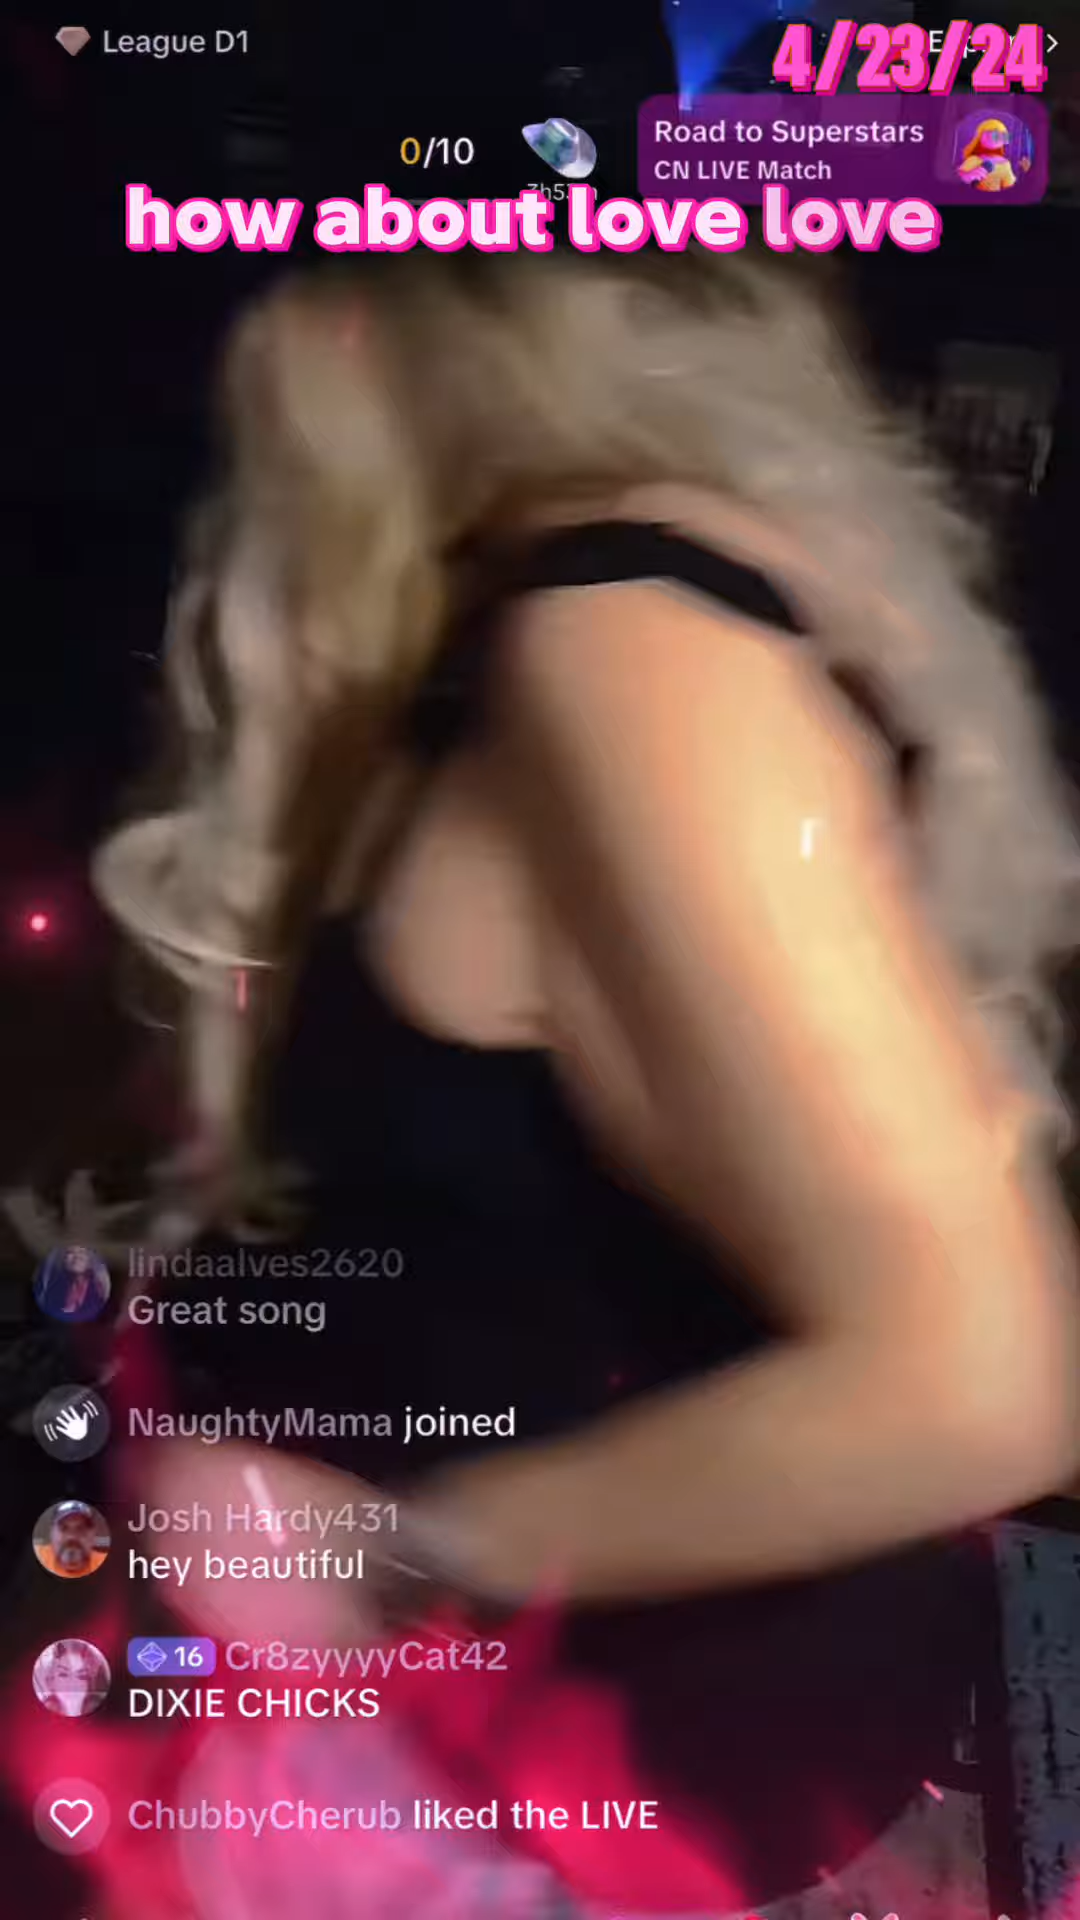 League D1
4/23/24
0/10
Road to Superstars
CN LIVE Match
how about love love
lindaalves2620
Great song
NaughtyMama joined
Josh Hardy431
hey beautiful
16 Cr8zyyyyCat42
DIXIE CHICKS
ChubbyCherub liked the LIVE